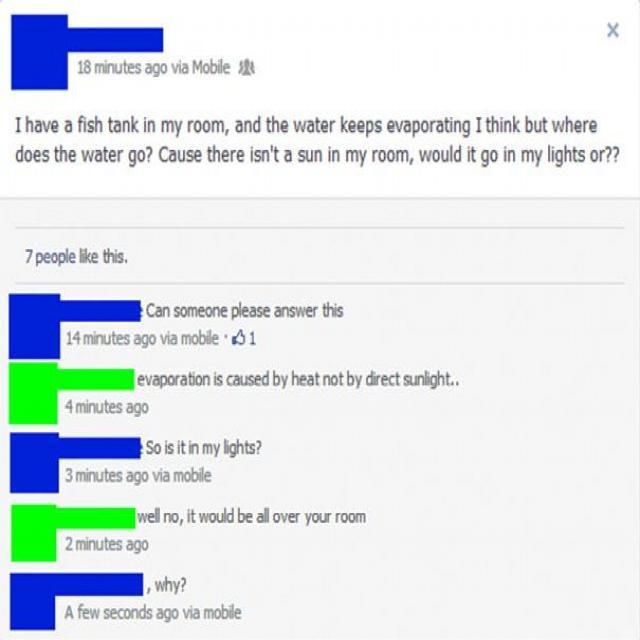 18 minutes ago via Mobile
I have a fish tank in my room, and the water keeps evaporating I think but where
does the water go? Cause there isn't a sun in my room, would it go in my lights or??
7 people like this.
Can someone please answer this
14 minutes ago via mobile · 1
evaporation is caused by heat not by direct sunlight..
4 minutes ago
So is it in my lights?
3 minutes ago via mobile
well no, it would be all over your room
2 minutes ago
, why?
A few seconds ago via mobile